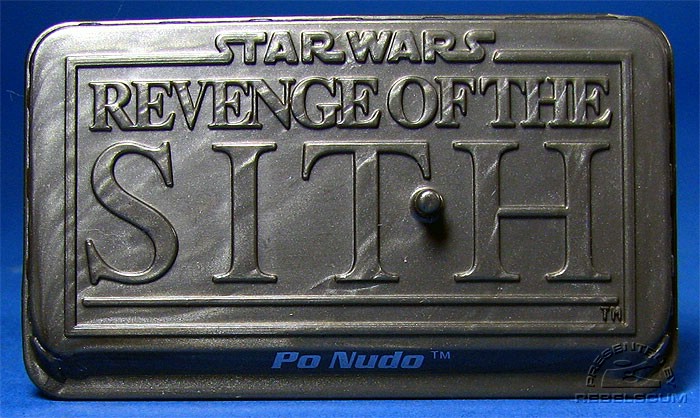 STAR WARS
REVENGE OF THE
SITH
TM
Po Nudo™
PRESENTED BY
REBELSCUM